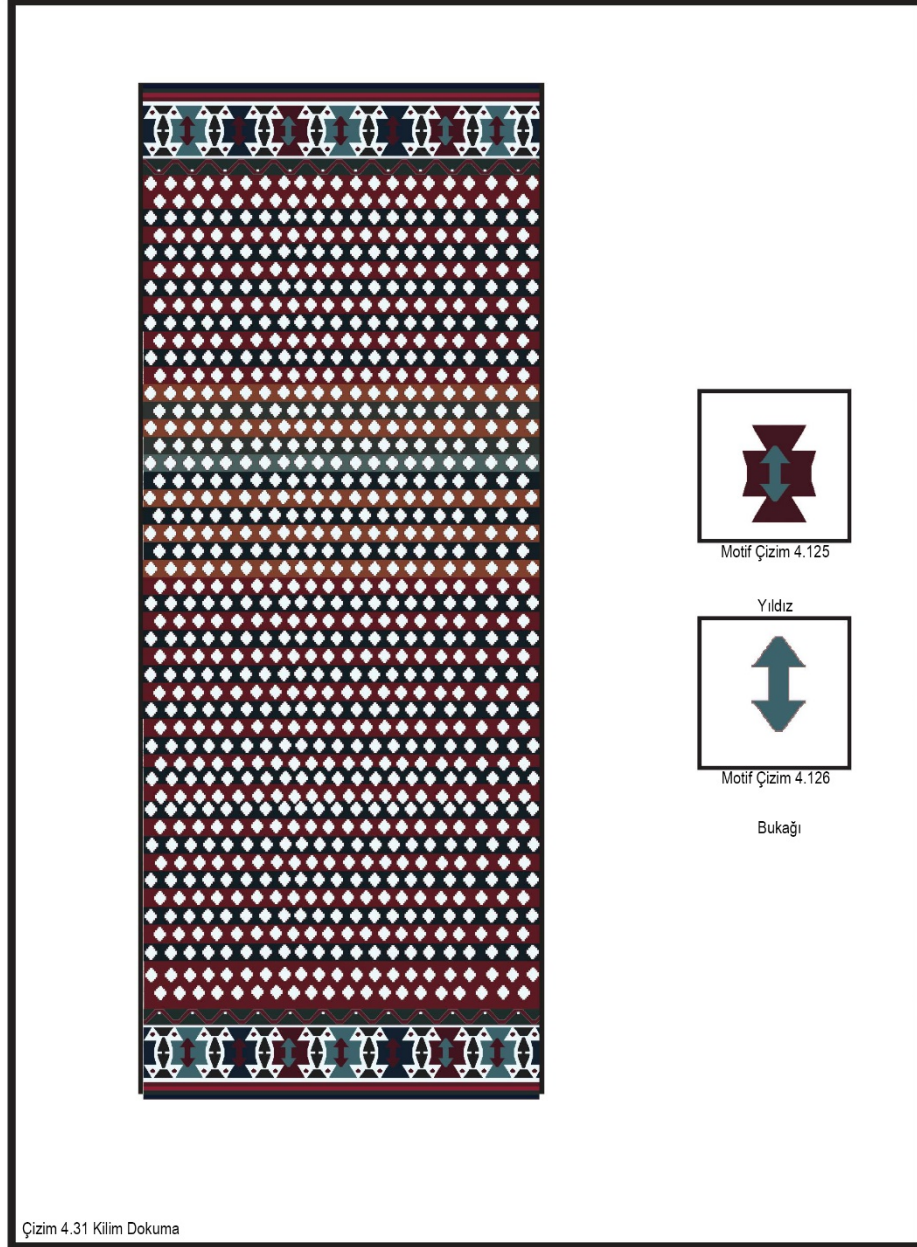 Motif Çizim 4.125
Yıldız
Motif Çizim 4.126
Bukağı
Çizim 4.31 Kilim Dokuma